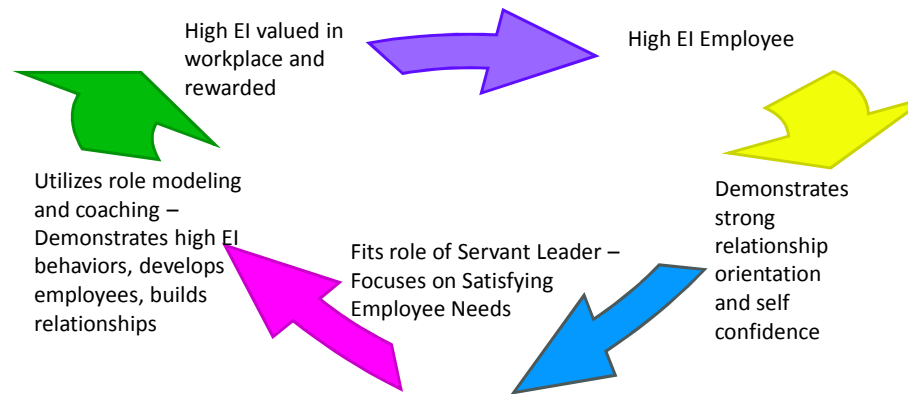 High EI valued in
workplace and
rewarded
High EI Employee
Demonstrates
strong
relationship
orientation
and self
confidence
Fits role of Servant Leader –
Focuses on Satisfying
Employee Needs
Utilizes role modeling
and coaching –
Demonstrates high EI
behaviors, develops
employees, builds
relationships